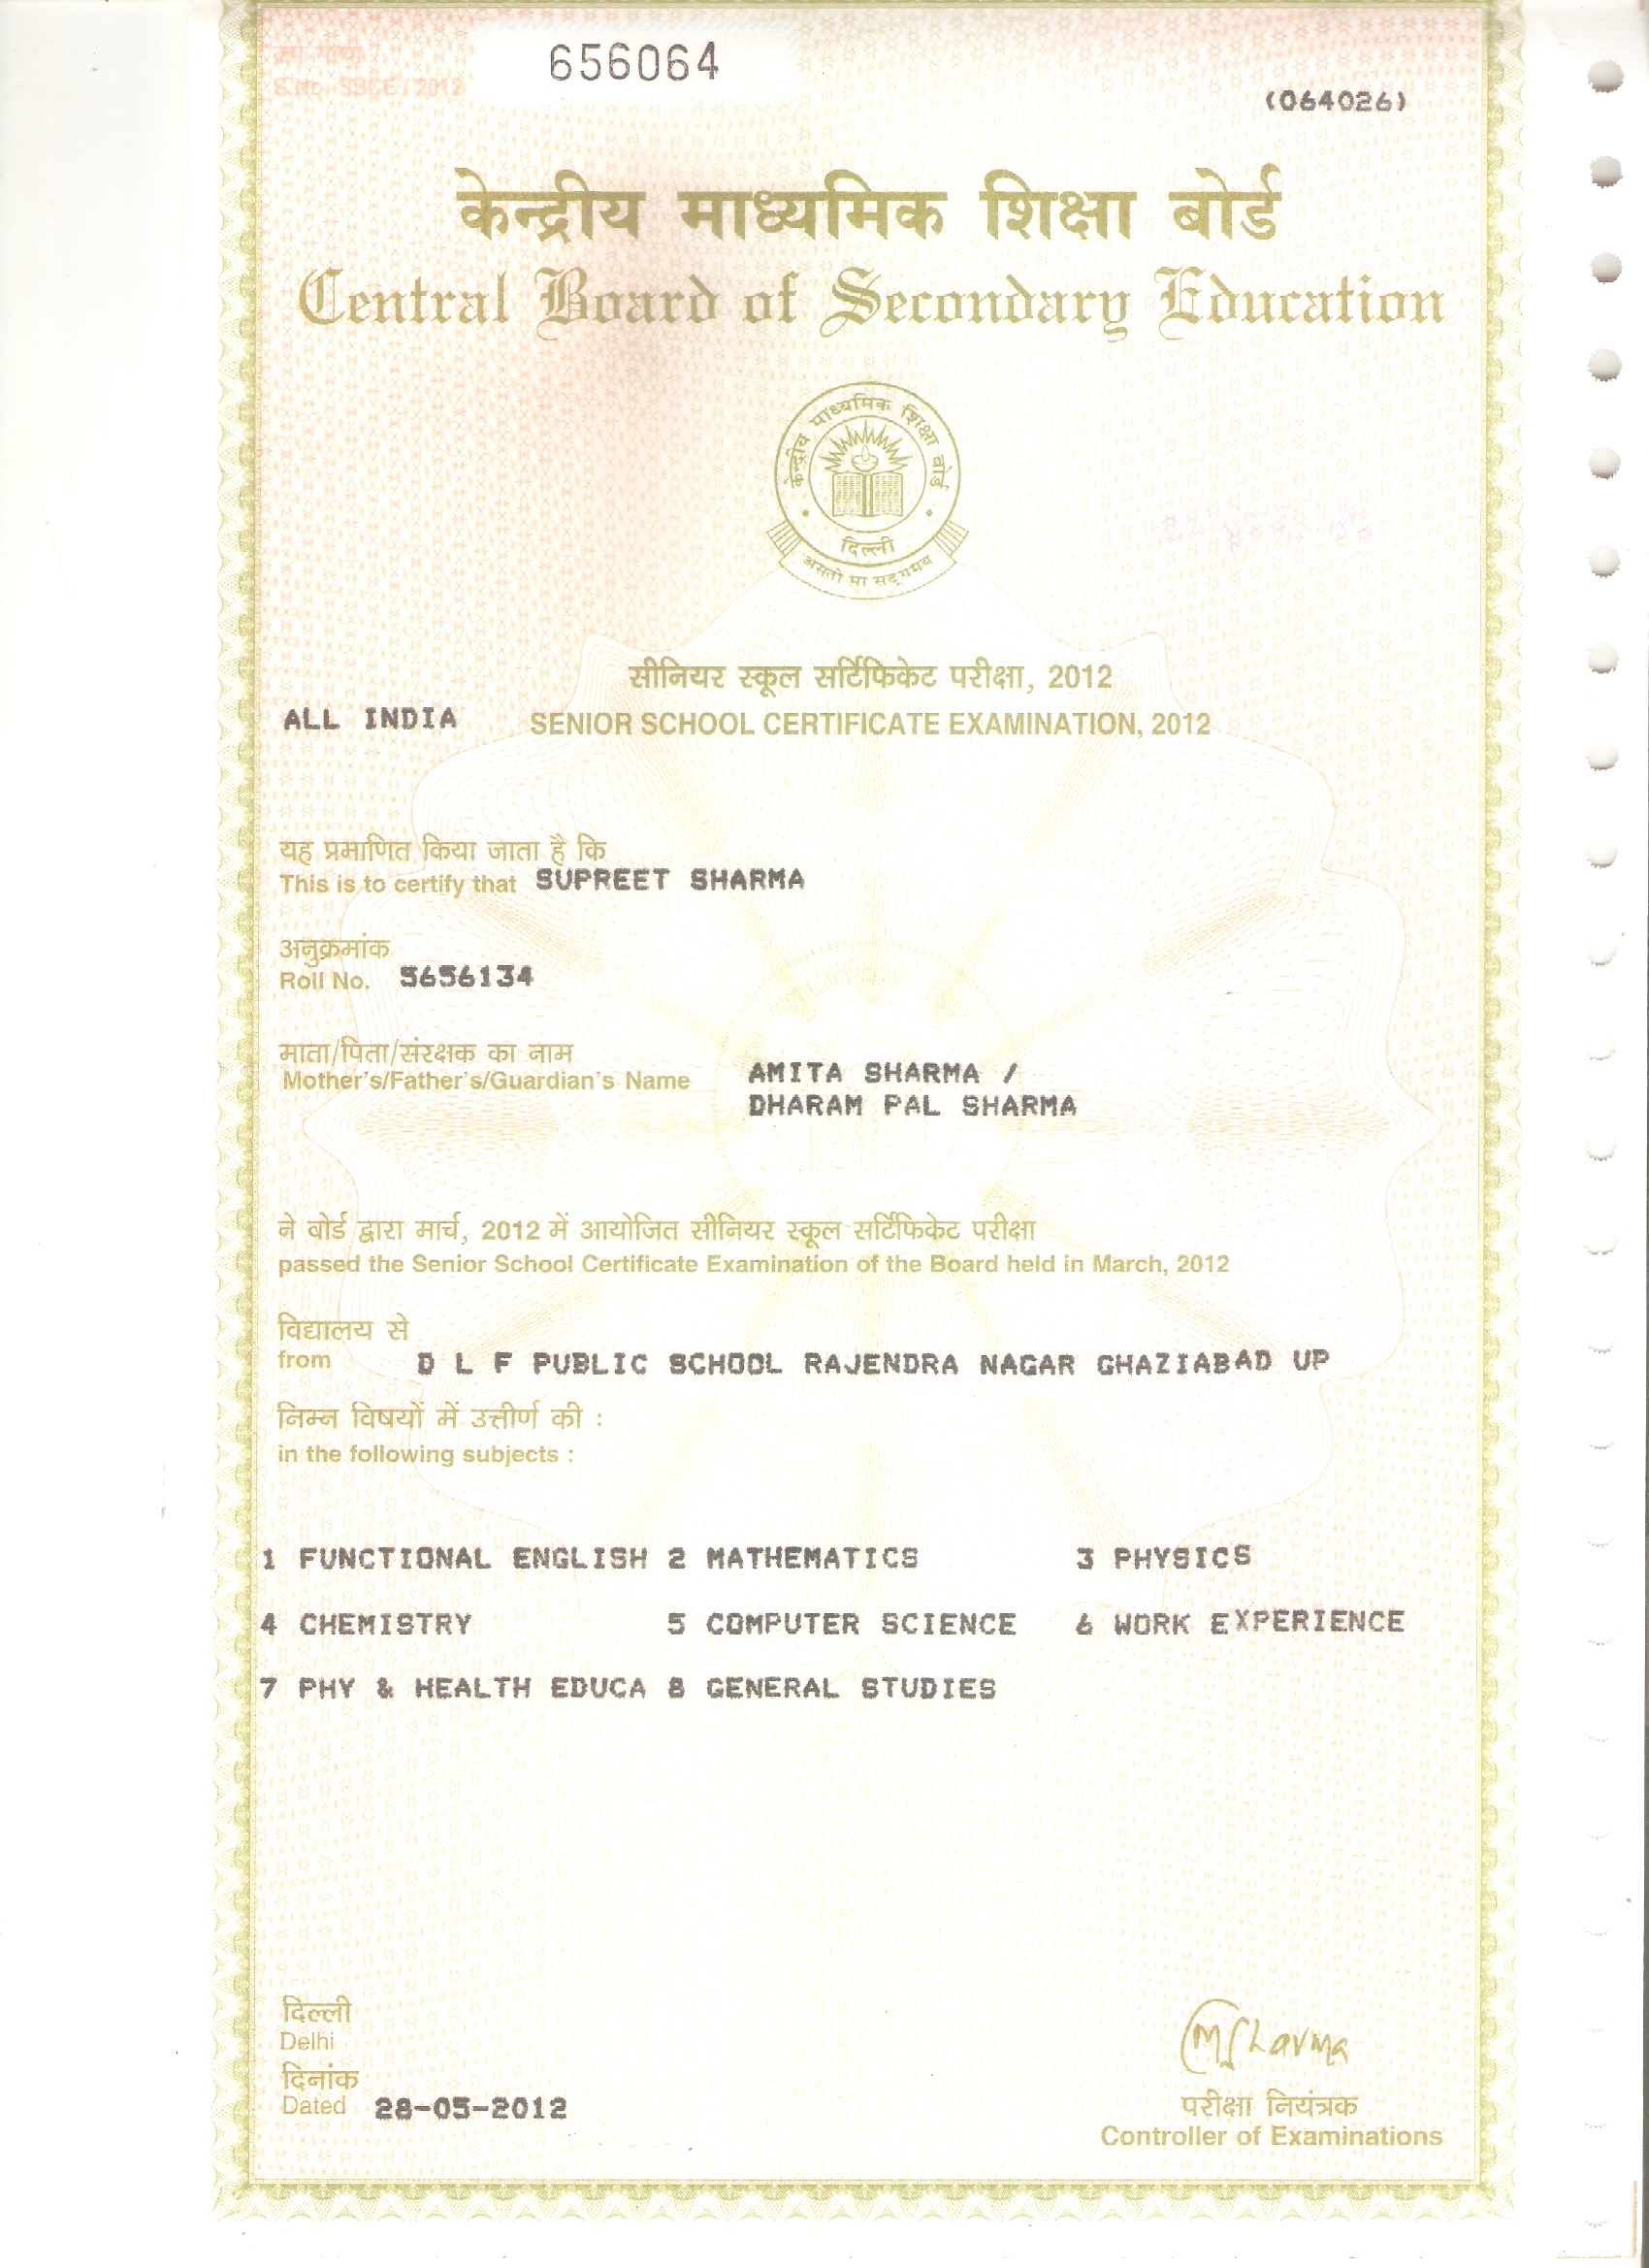 क्रम संख्या
S.No. SSCE / 2012
656064
(064026)
केन्द्रीय माध्यमिक शिक्षा बोर्ड
Central Board of Secondary Education
केन्द्रीय माध्यमिक शिक्षा बोर्ड
दिल्ली
असतो मा सद्गमय
सीनियर स्कूल सर्टिफिकेट परीक्षा, 2012
ALL INDIA SENIOR SCHOOL CERTIFICATE EXAMINATION, 2012
यह प्रमाणित किया जाता है कि
This is to certify that SUPREET SHARMA
अनुक्रमांक
Roll No. 5656134
माता/पिता/संरक्षक का नाम
Mother's/Father's/Guardian's Name AMITA SHARMA /
DHARAM PAL SHARMA
ने बोर्ड द्वारा मार्च, 2012 में आयोजित सीनियर स्कूल सर्टिफिकेट परीक्षा
passed the Senior School Certificate Examination of the Board held in March, 2012
विद्यालय से
from D L F PUBLIC SCHOOL RAJENDRA NAGAR GHAZIABAD UP
निम्न विषयों में उत्तीर्ण की :
in the following subjects :
1 FUNCTIONAL ENGLISH 2 MATHEMATICS 3 PHYSICS
4 CHEMISTRY 5 COMPUTER SCIENCE 6 WORK EXPERIENCE
7 PHY & HEALTH EDUCA 8 GENERAL STUDIES
दिल्ली
Delhi
दिनांक
Dated 28-05-2012
MSharma
परीक्षा नियंत्रक
Controller of Examinations